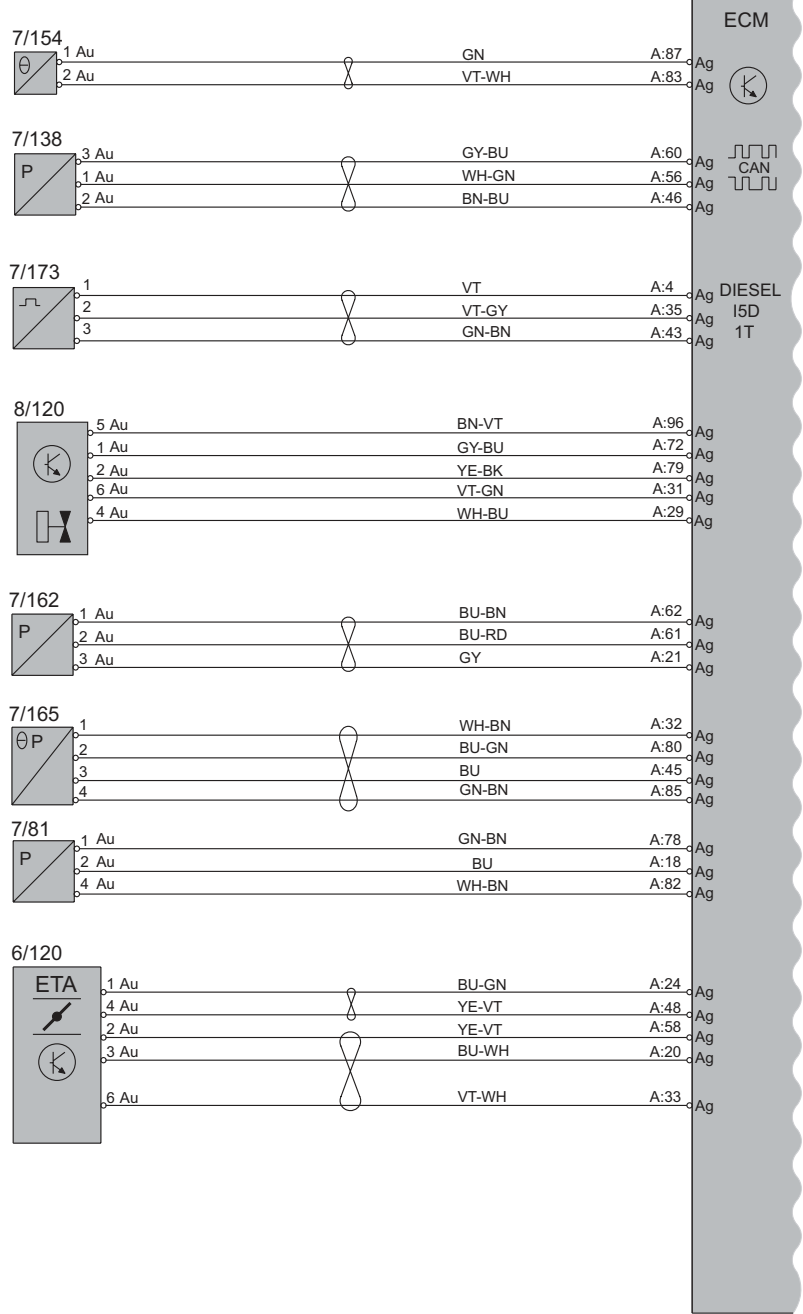 ECM
7/154
θ
1 Au GN A:87 Ag
2 Au VT-WH A:83 Ag
7/138
P
3 Au GY-BU A:60 Ag
CAN
1 Au WH-GN A:56 Ag
2 Au BN-BU A:46 Ag
7/173
1 VT A:4 Ag
DIESEL
2 VT-GY A:35 Ag
I5D
3 GN-BN A:43 Ag
1T
8/120
5 Au BN-VT A:96 Ag
1 Au GY-BU A:72 Ag
2 Au YE-BK A:79 Ag
6 Au VT-GN A:31 Ag
4 Au WH-BU A:29 Ag
7/162
P
1 Au BU-BN A:62 Ag
2 Au BU-RD A:61 Ag
3 Au GY A:21 Ag
7/165
θ P
1 WH-BN A:32 Ag
2 BU-GN A:80 Ag
3 BU A:45 Ag
4 GN-BN A:85 Ag
7/81
P
1 Au GN-BN A:78 Ag
2 Au BU A:18 Ag
4 Au WH-BN A:82 Ag
6/120
ETA
1 Au BU-GN A:24 Ag
4 Au YE-VT A:48 Ag
2 Au YE-VT A:58 Ag
3 Au BU-WH A:20 Ag
6 Au VT-WH A:33 Ag